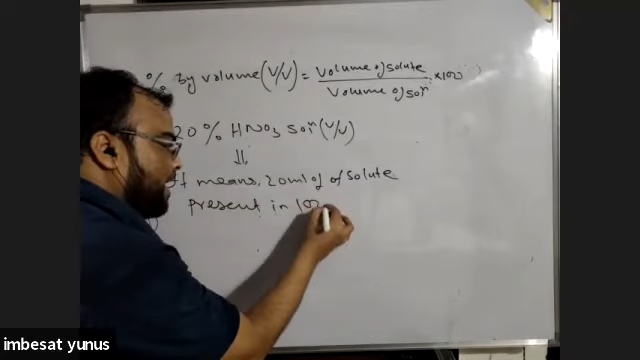 % By volume (V/V) = Volume of solute / Volume of soln × 100
20% HNO3 soln (V/V)
⇓
It means, 20ml of of solute
present in 100
imbesat yunus